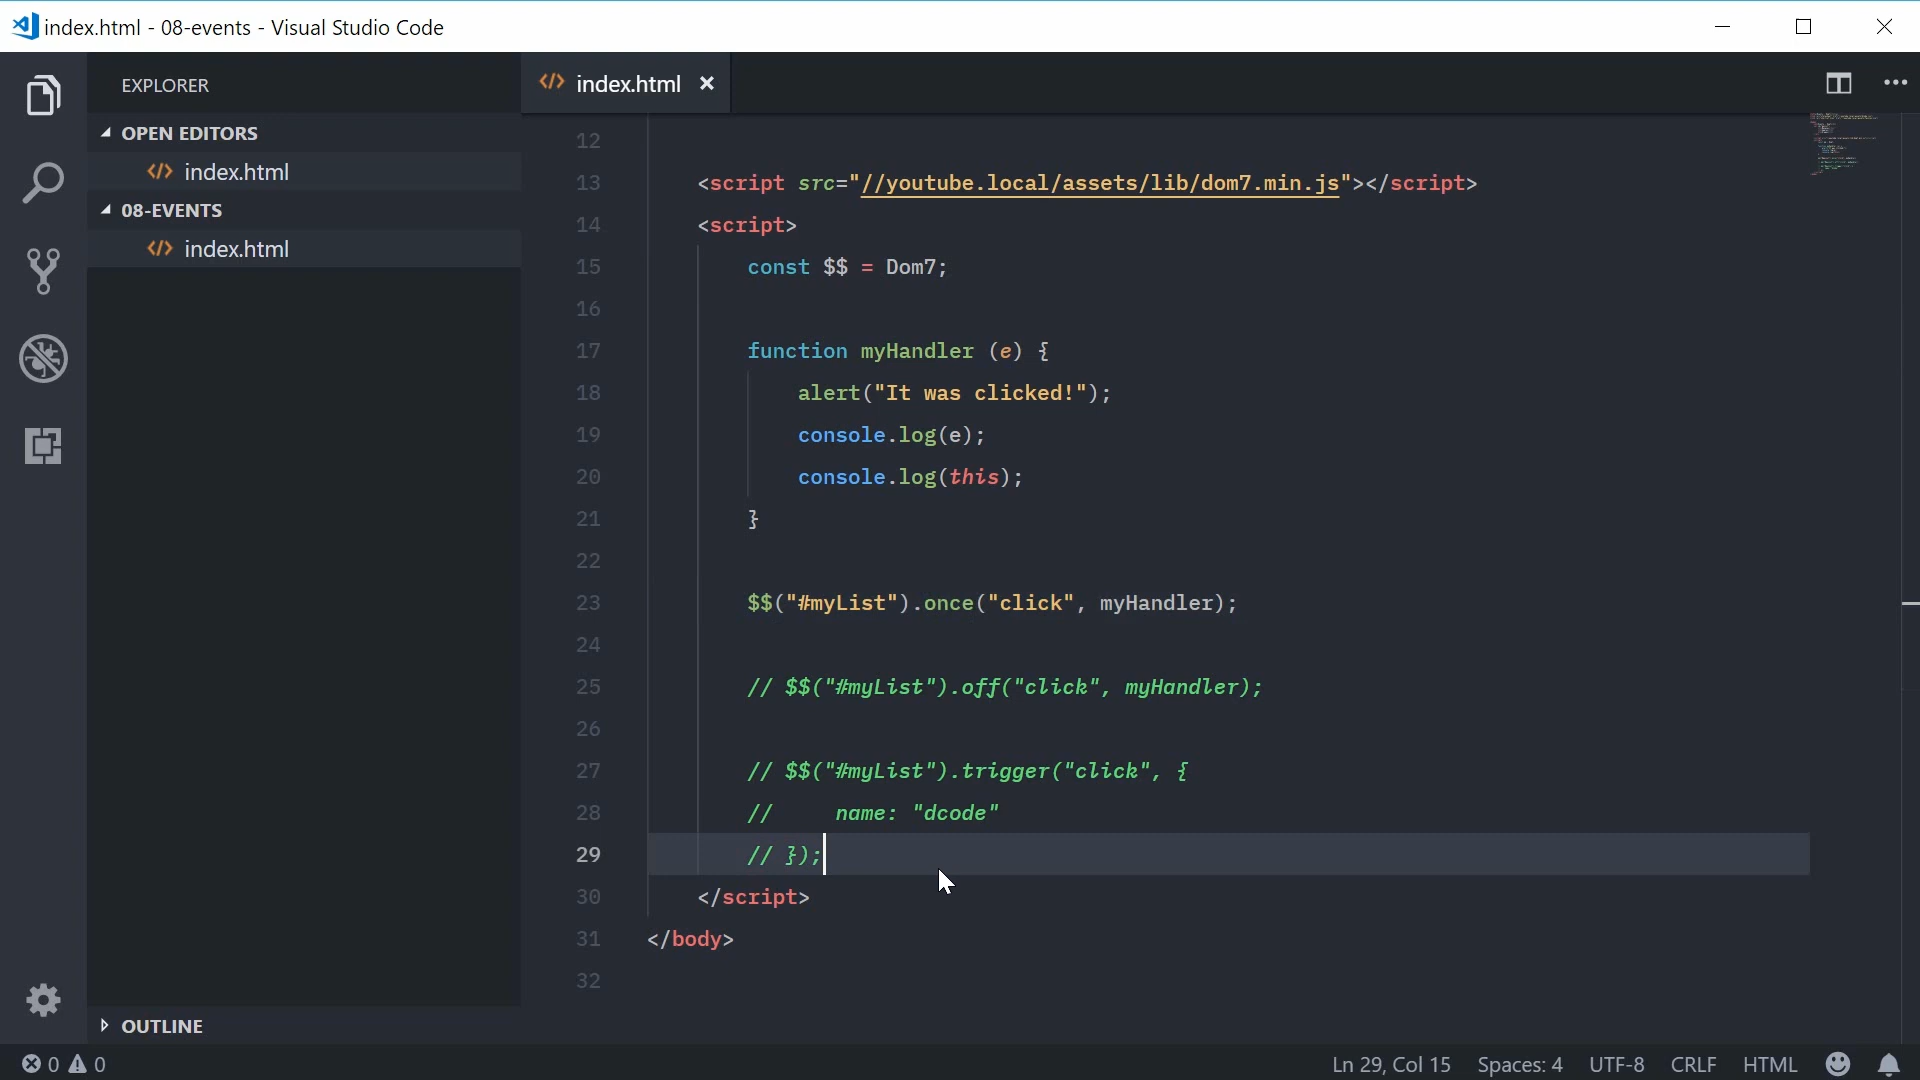 index.html - 08-events - Visual Studio Code
EXPLORER
OPEN EDITORS
index.html
08-EVENTS
index.html
OUTLINE
index.html
12
13 <script src="//youtube.local/assets/lib/dom7.min.js"></script>
14 <script>
15 const $$ = Dom7;
16
17 function myHandler (e) {
18 alert("It was clicked!");
19 console.log(e);
20 console.log(this);
21 }
22
23 $$("#myList").once("click", myHandler);
24
25 // $$("#myList").off("click", myHandler);
26
27 // $$("#myList").trigger("click", {
28 // name: "dcode"
29 // });
30 </script>
31 </body>
32
0 0 Ln 29, Col 15 Spaces: 4 UTF-8 CRLF HTML